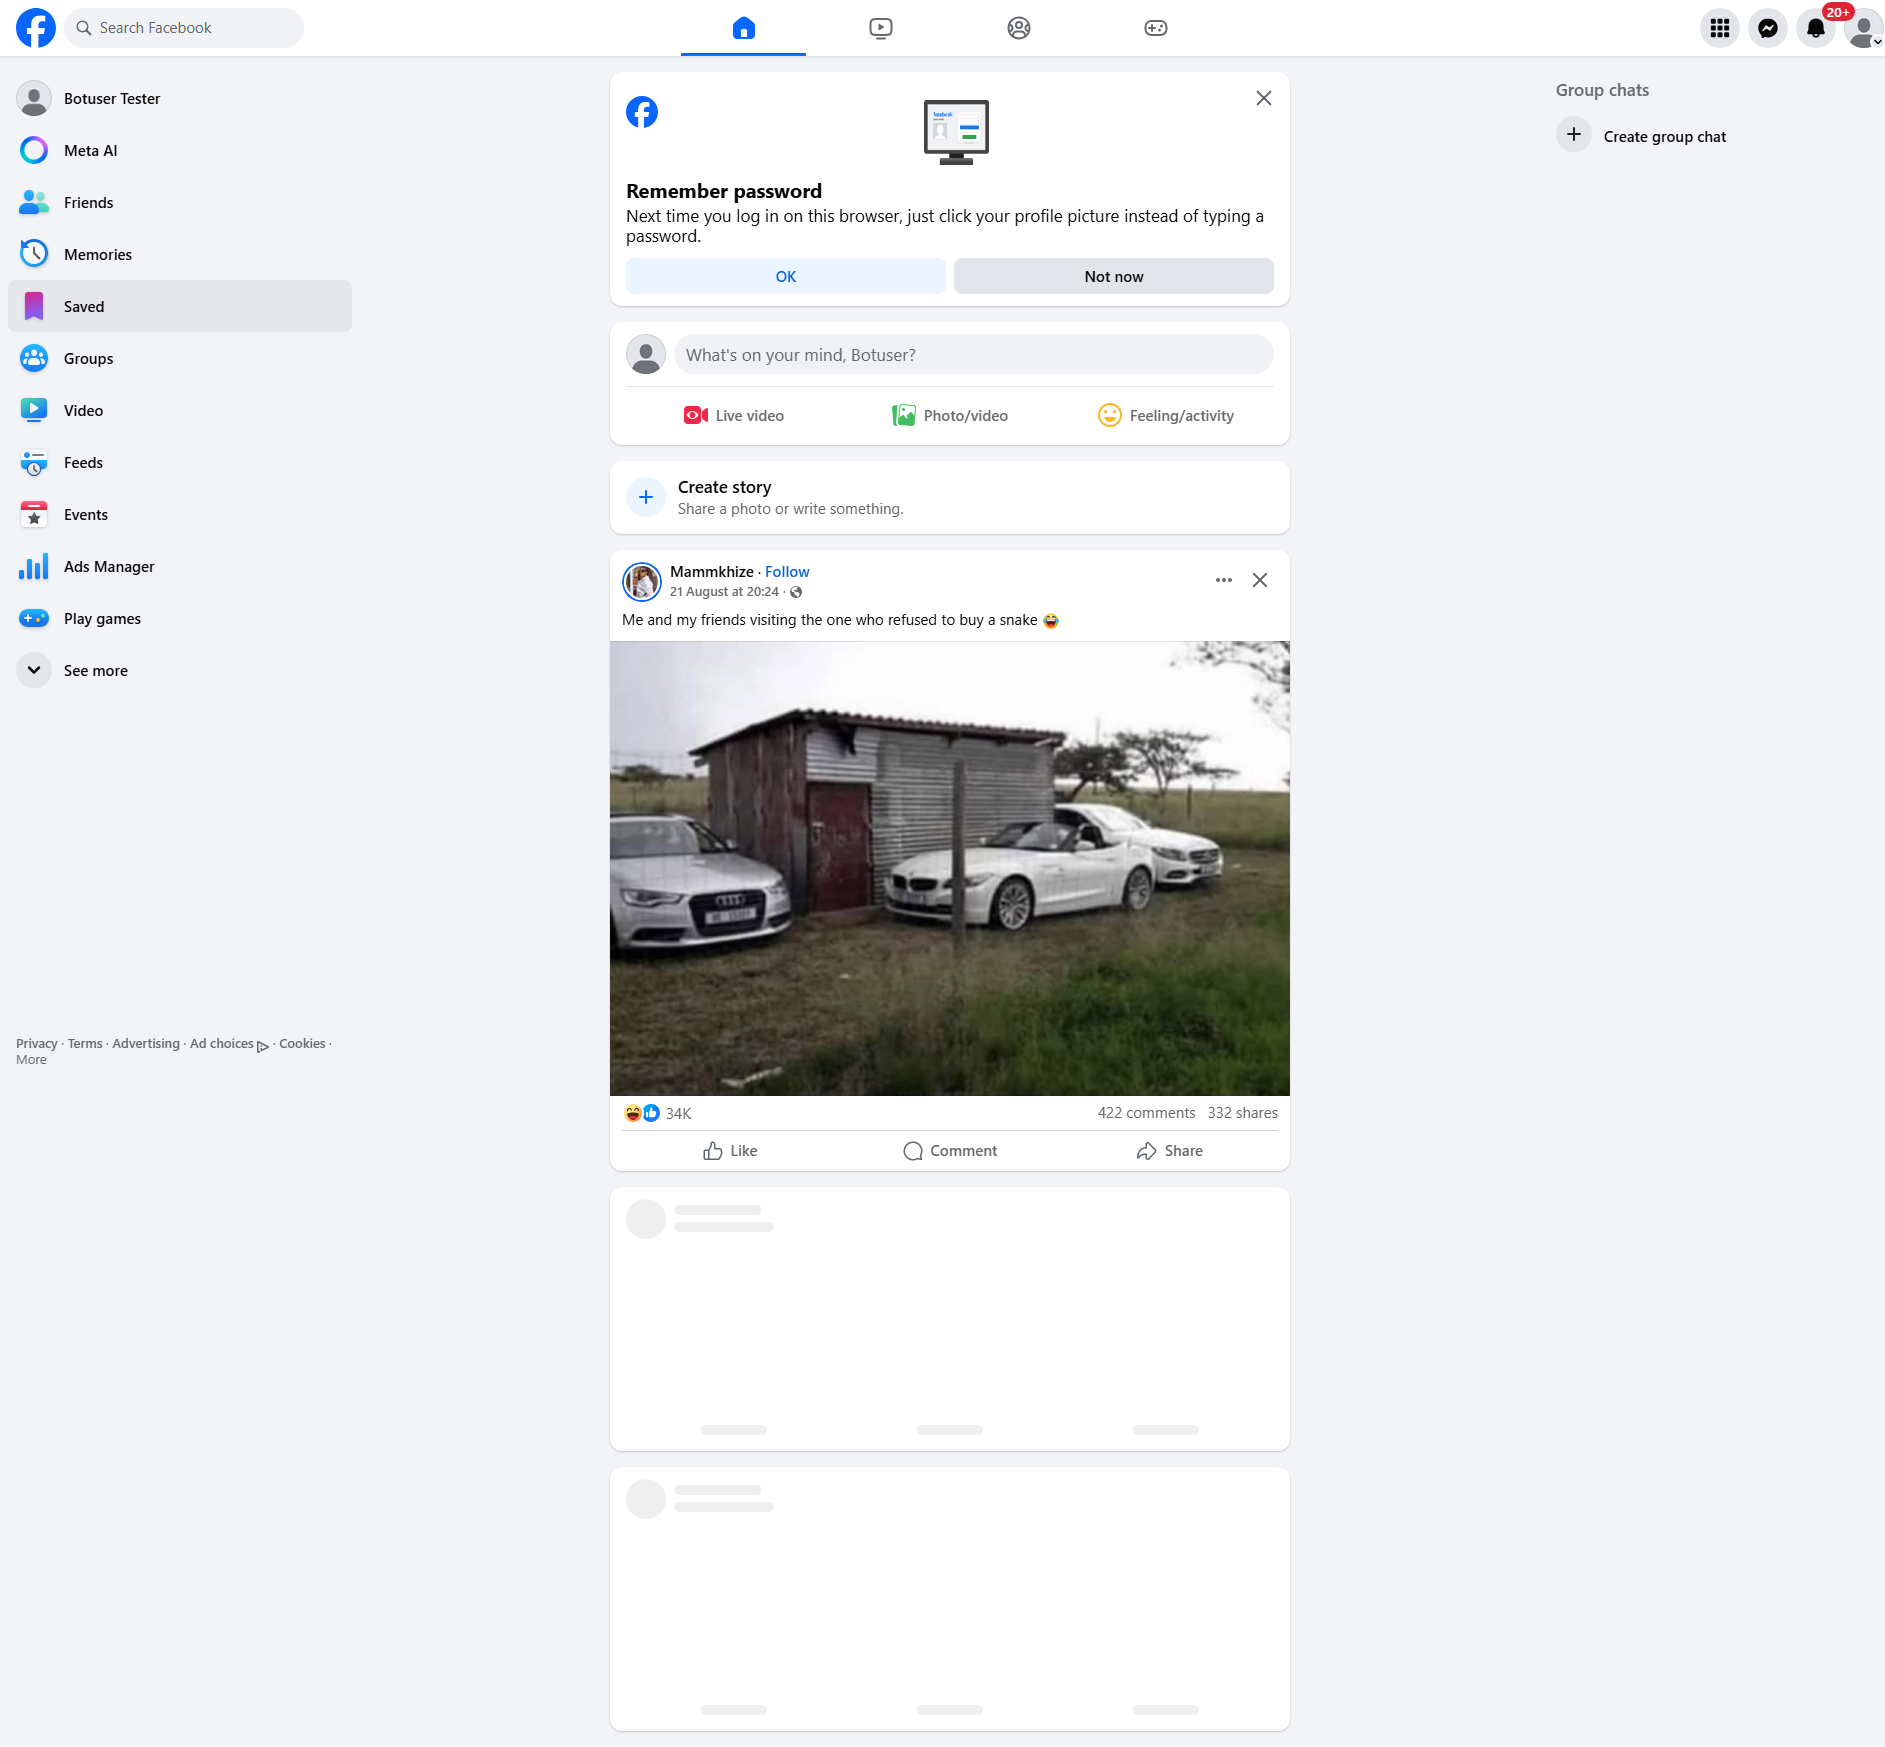 Search Facebook
20+
Botuser Tester
Meta AI
Friends
Memories
Saved
Groups
Video
Feeds
Events
Ads Manager
Play games
See more
Privacy · Terms · Advertising · Ad choices · Cookies ·
More
Remember password
Next time you log in on this browser, just click your profile picture instead of typing a
password.
OK
Not now
What's on your mind, Botuser?
Live video
Photo/video
Feeling/activity
Create story
Share a photo or write something.
Mammkhize · Follow
21 August at 20:24 ·
Me and my friends visiting the one who refused to buy a snake 😂
34K
422 comments 332 shares
Like
Comment
Share
Group chats
Create group chat